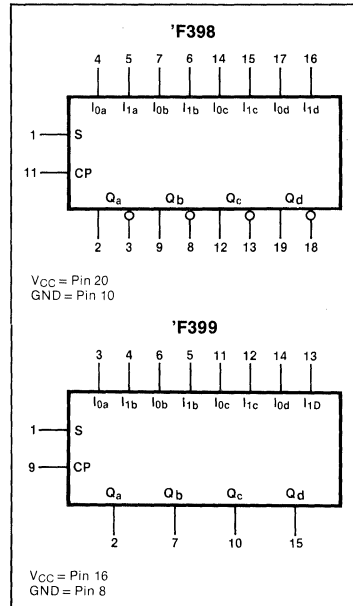 'F398
4 5 7 6 14 15 17 16
I0a I1a I0b I1b I0c I1c I0d I1d
1 S
11 CP
Qa Qb Qc Qd
2 3 9 8 12 13 19 18
VCC = Pin 20
GND = Pin 10
'F399
3 4 6 5 11 12 14 13
I0a I1b I0b I1b I0c I1c I0d I1D
1 S
9 CP
Qa Qb Qc Qd
2 7 10 15
VCC = Pin 16
GND = Pin 8